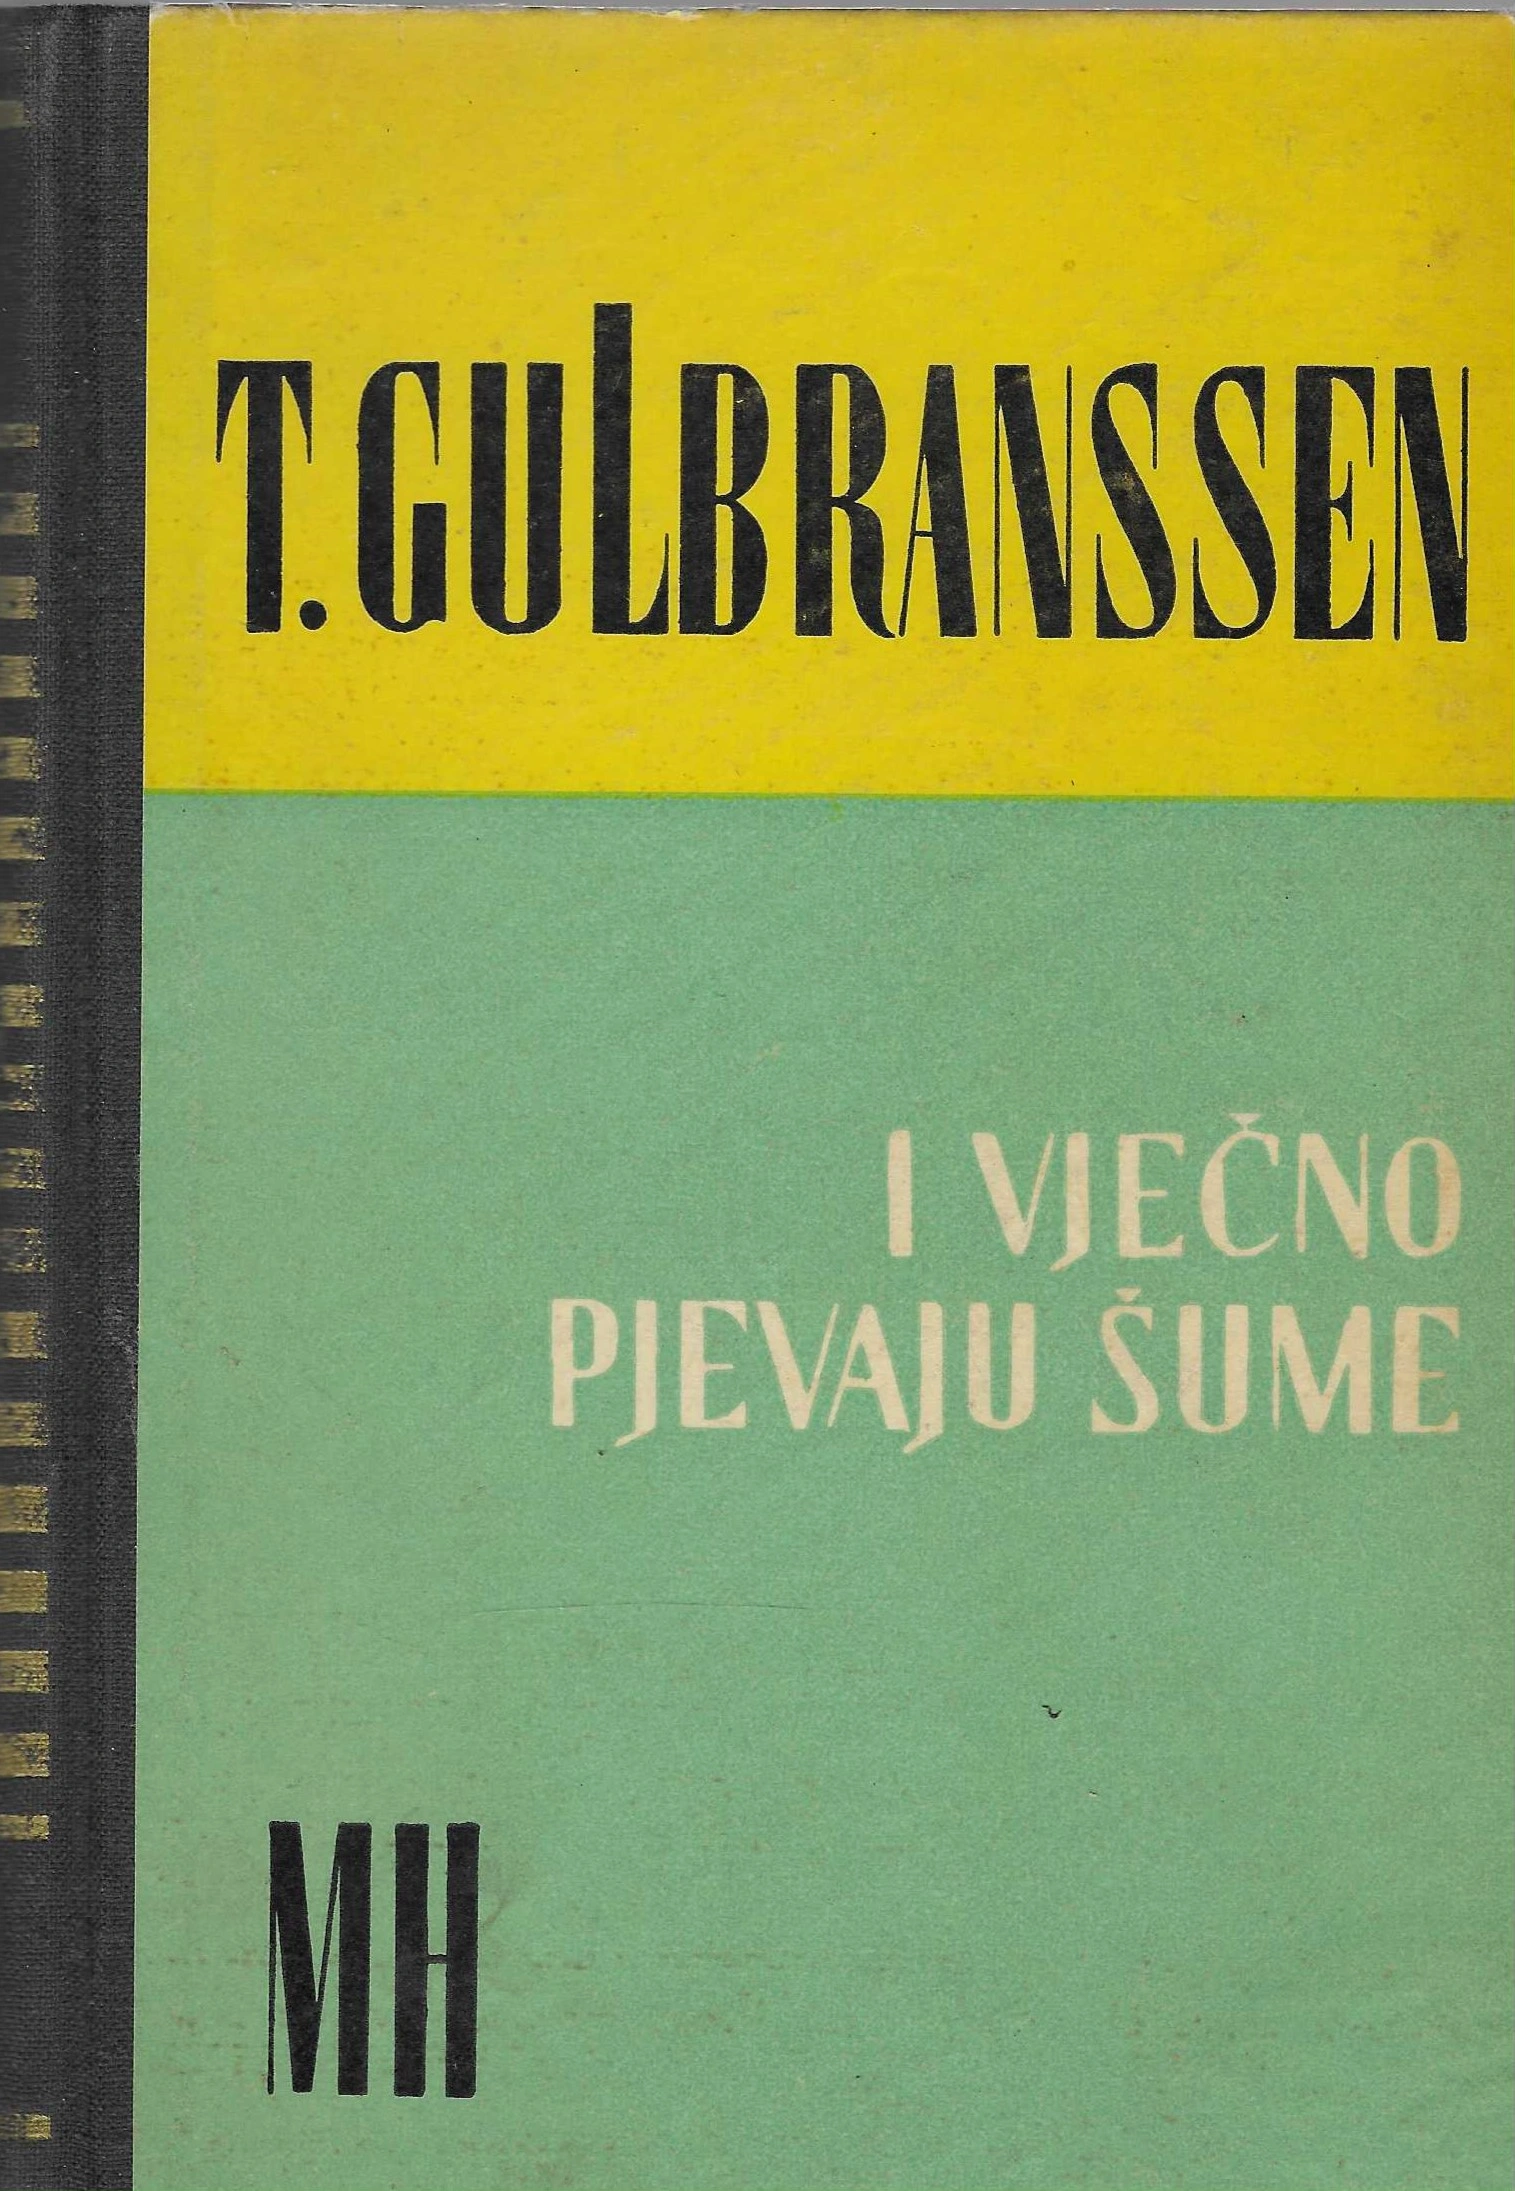 T. GULBRANSSEN
I VJEČNO
PJEVAJU ŠUME
MH